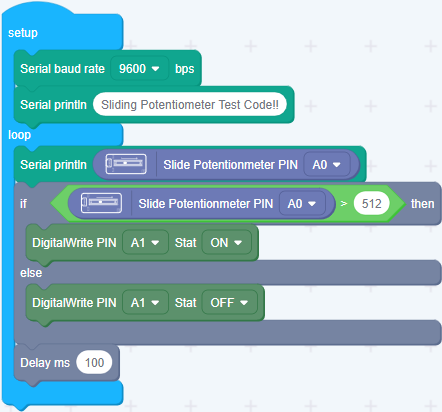 setup
Serial baud rate 9600 bps
Serial println Sliding Potentiometer Test Code!!
loop
Serial println Slide Potentionmeter PIN A0
if Slide Potentionmeter PIN A0 > 512 then
DigitalWrite PIN A1 Stat ON
else
DigitalWrite PIN A1 Stat OFF
Delay ms 100